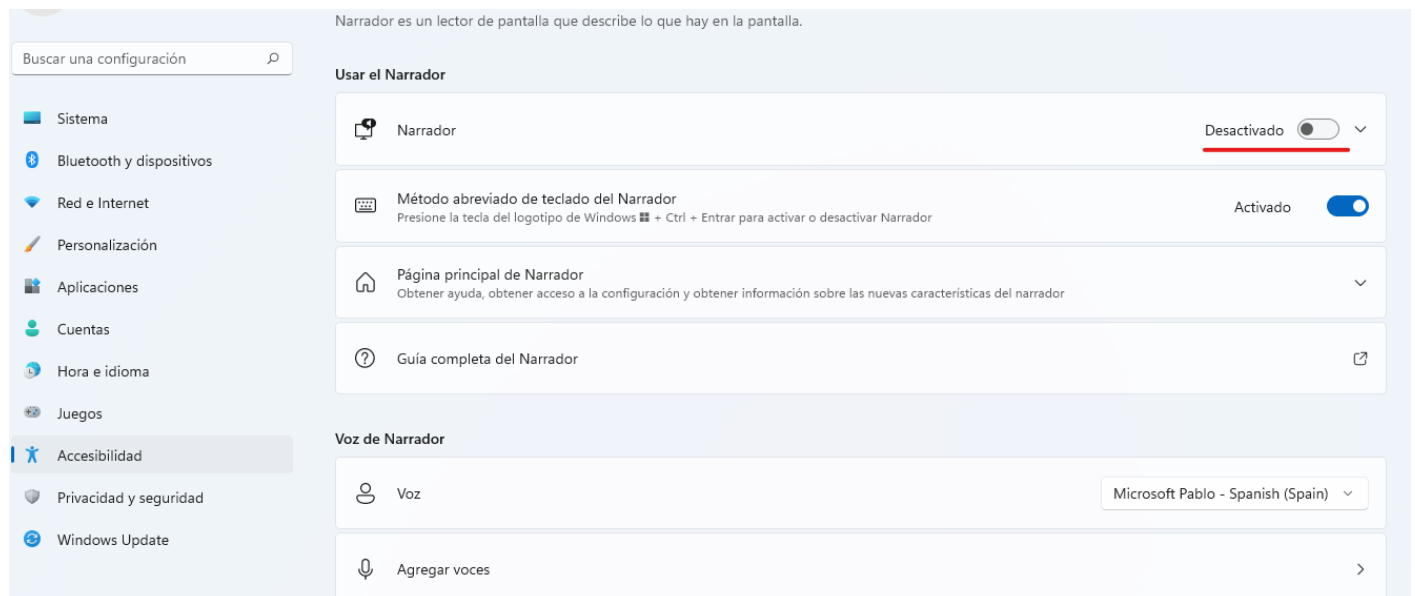 Narrador es un lector de pantalla que describe lo que hay en la pantalla.
Buscar una configuración
Sistema
Bluetooth y dispositivos
Red e Internet
Personalización
Aplicaciones
Cuentas
Hora e idioma
Juegos
Accesibilidad
Privacidad y seguridad
Windows Update
Usar el Narrador
Narrador
Desactivado
Método abreviado de teclado del Narrador
Presione la tecla del logotipo de Windows + Ctrl + Entrar para activar o desactivar Narrador
Activado
Página principal de Narrador
Obtener ayuda, obtener acceso a la configuración y obtener información sobre las nuevas características del narrador
Guía completa del Narrador
Voz de Narrador
Voz
Microsoft Pablo - Spanish (Spain)
Agregar voces